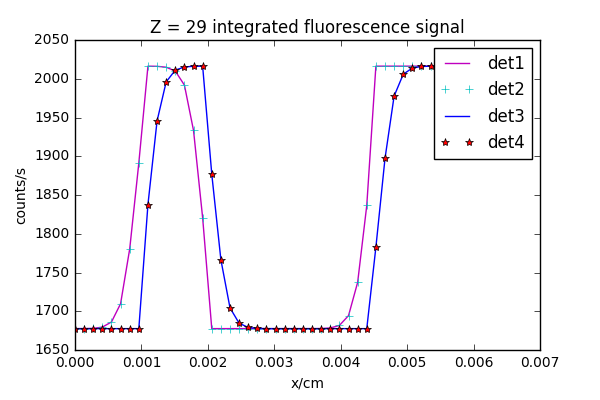 Z = 29 integrated fluorescence signal
2050
2000
1950
1900
1850
1800
1750
1700
1650
counts/s
det1
det2
det3
det4
0.000 0.001 0.002 0.003 0.004 0.005 0.006 0.007
x/cm